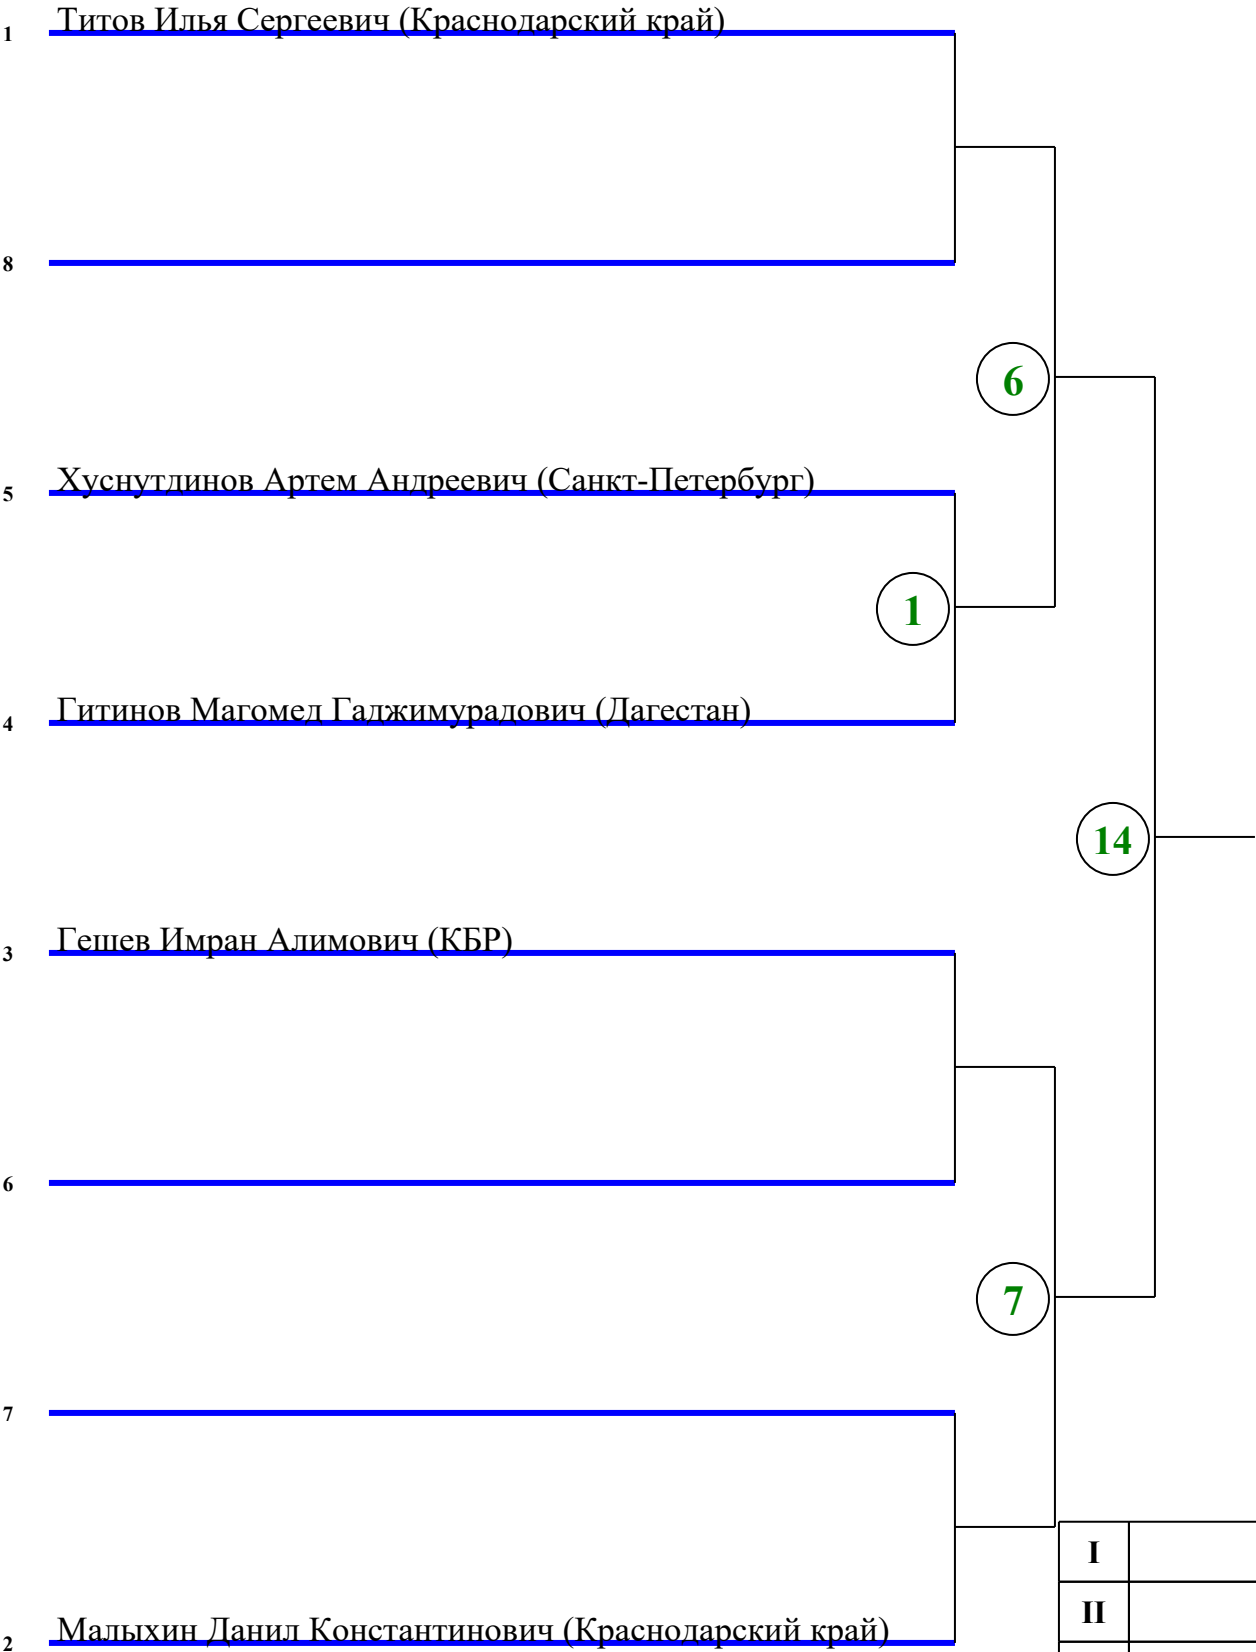 1 Титов Илья Сергеевич (Краснодарский край)
8
6
5 Хуснутдинов Артем Андреевич (Санкт-Петербург)
1
4 Гитинов Магомед Гаджимурадович (Дагестан)
14
3 Гешев Имран Алимович (КБР)
6
7
7
I
II
2 Малыхин Данил Константинович (Краснодарский край)